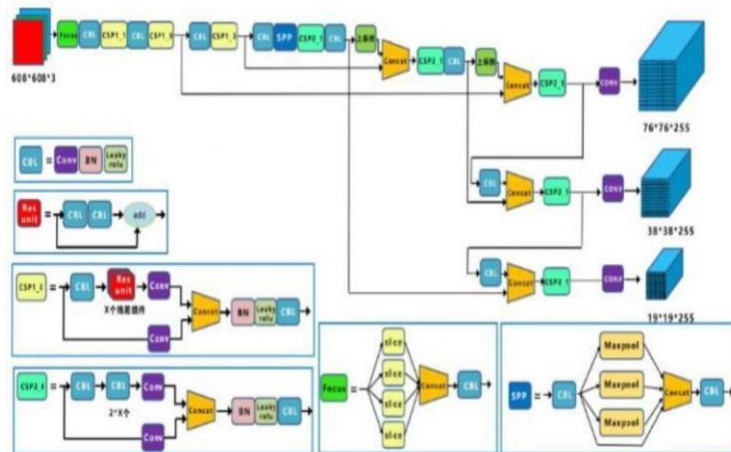 608*608*3
Focus CBL CSP1_1 CBL CSP1_3 CBL CSP1_3 CBL SPP CSP2_1 CBL 上采样 Concat CSP2_1 CBL 上采样 Concat CSP2_1 CONV
76*76*255
CBL Concat CSP2_1 CONV
38*38*255
CBL Concat CSP2_1 CONV
19*19*255
CBL = Conv BN Leaky relu
Res unit = CBL CBL add
CSP1_X = CBL Res unit Conv Concat BN Leaky relu CBL
X个残差组件
Conv
CSP2_X = CBL CBL Conv Concat BN Leaky relu CBL
2*X个
Conv
Focus = slice slice slice slice Concat CBL
SPP = CBL Maxpool Maxpool Maxpool Concat CBL